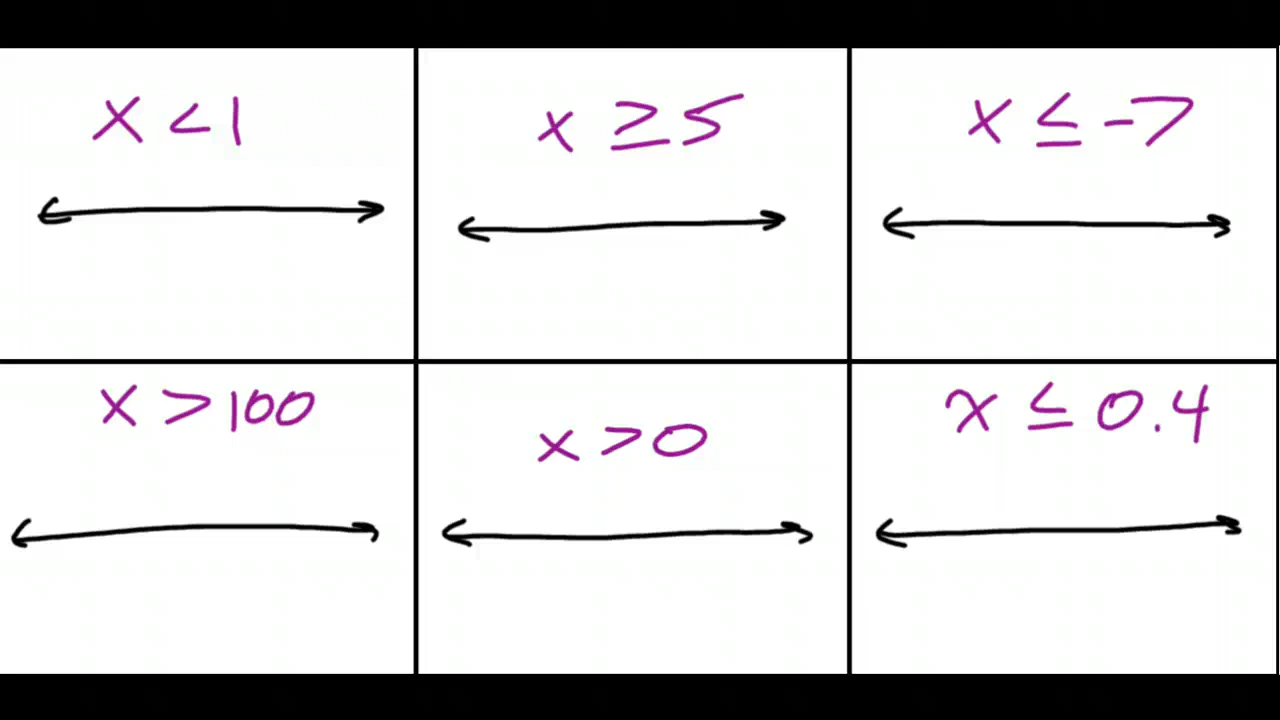 x < 1
x ≥ 5
x ≤ -7
x > 100
x > 0
x ≤ 0.4